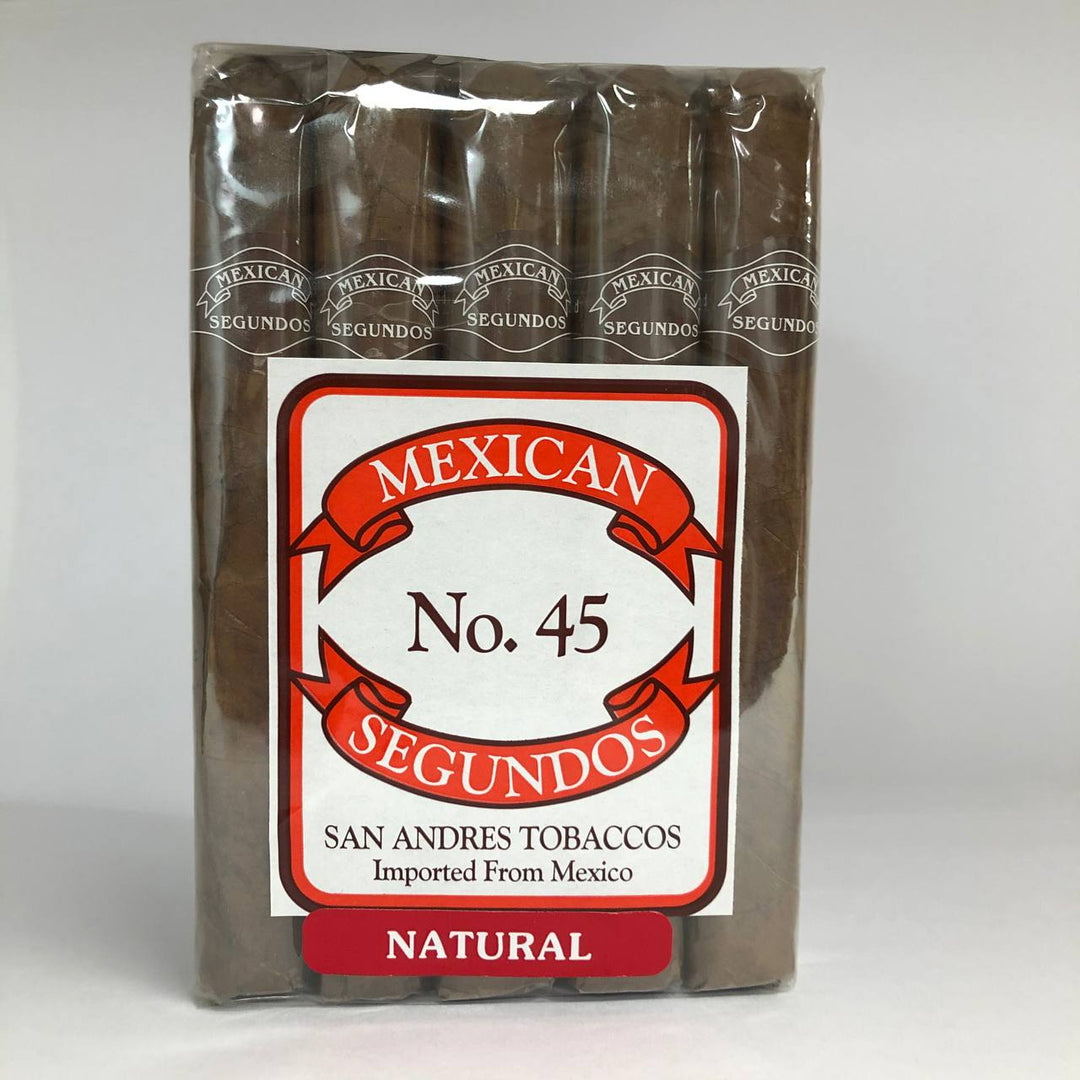 MEXICAN
SEGUNDOS
MEXICAN
SEGUNDOS
MEXICAN
SEGUNDOS
MEXICAN
SEGUNDOS
MEXICAN
SEGUNDOS
MEXICAN
No. 45
SEGUNDOS
SAN ANDRES TOBACCOS
Imported From Mexico
NATURAL